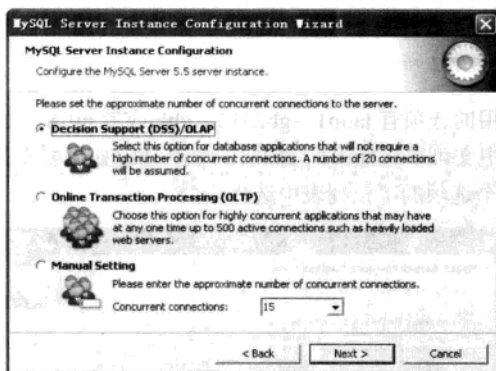 MySQL Server Instance Configuration Wizard
MySQL Server Instance Configuration
Configure the MySQL Server 5.5 server instance.
Please set the approximate number of concurrent connections to the server.
Decision Support (DSS)/OLAP
Select this option for database applications that will not require a
high number of concurrent connections. A number of 20 connections
will be assumed.
Online Transaction Processing (OLTP)
Choose this option for highly concurrent applications that may have
at any one time up to 500 active connections such as heavily loaded
web servers.
Manual Setting
Please enter the approximate number of concurrent connections.
Concurrent connections: 15
< Back Next > Cancel